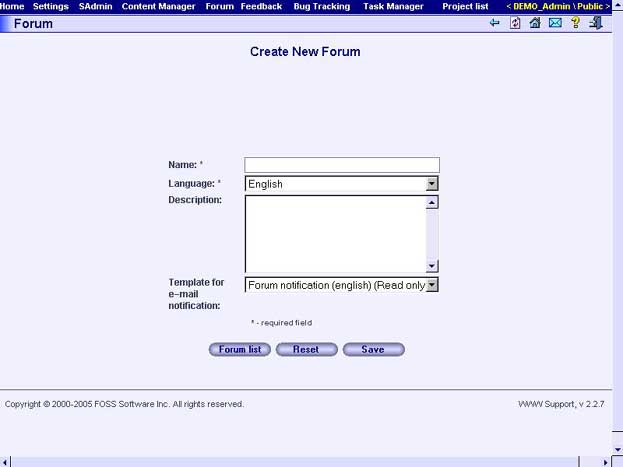 Home Settings SAdmin Content Manager Forum Feedback Bug Tracking Task Manager Project list < DEMO_Admin \ Public >
Forum
Create New Forum
Name: *
Language: * English
Description:
Template for
e-mail
notification:
Forum notification (english) (Read only
* - required field
Forum list Reset Save
Copyright © 2000-2005 FOSS Software Inc. All rights reserved. WWW Support, v 2.2.7